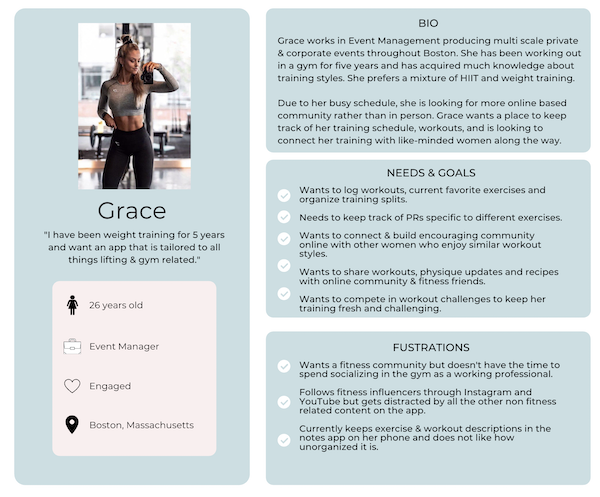 Grace
"I have been weight training for 5 years
and want an app that is tailored to all
things lifting & gym related."
26 years old
Event Manager
Engaged
Boston, Massachusetts
BIO
Grace works in Event Management producing multi scale private
& corporate events throughout Boston. She has been working out
in a gym for five years and has acquired much knowledge about
training styles. She prefers a mixture of HIIT and weight training.
Due to her busy schedule, she is looking for more online based
community rather than in person. Grace wants a place to keep
track of her training schedule, workouts, and is looking to
connect her training with like-minded women along the way.
NEEDS & GOALS
Wants to log workouts, current favorite exercises and
organize training splits.
Needs to keep track of PRs specific to different exercises.
Wants to connect & build encouraging community
online with other women who enjoy similar workout
styles.
Wants to share workouts, physique updates and recipes
with online community & fitness friends.
Wants to compete in workout challenges to keep her
training fresh and challenging.
FUSTRATIONS
Wants a fitness community but doesn't have the time to
spend socializing in the gym as a working professional.
Follows fitness influencers through Instagram and
YouTube but gets distracted by all the other non fitness
related content on the app.
Currently keeps exercise & workout descriptions in the
notes app on her phone and does not like how
unorganized it is.